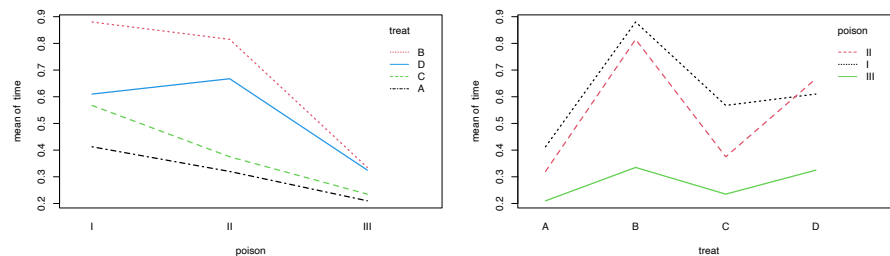 mean of time
0.9
0.8
0.7
0.6
0.5
0.4
0.3
0.2
treat
B
D
C
A
I II III
poison
mean of time
0.9
0.8
0.7
0.6
0.5
0.4
0.3
0.2
poison
II
I
III
A B C D
treat